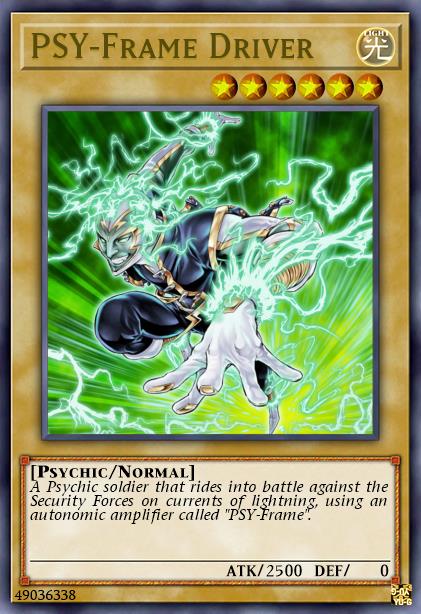 PSY-Frame Driver
LIGHT
光
[Psychic/Normal]
A Psychic soldier that rides into battle against the
Security Forces on currents of lightning, using an
autonomic amplifier called "PSY-Frame".
ATK/2500 DEF/ 0
49036338